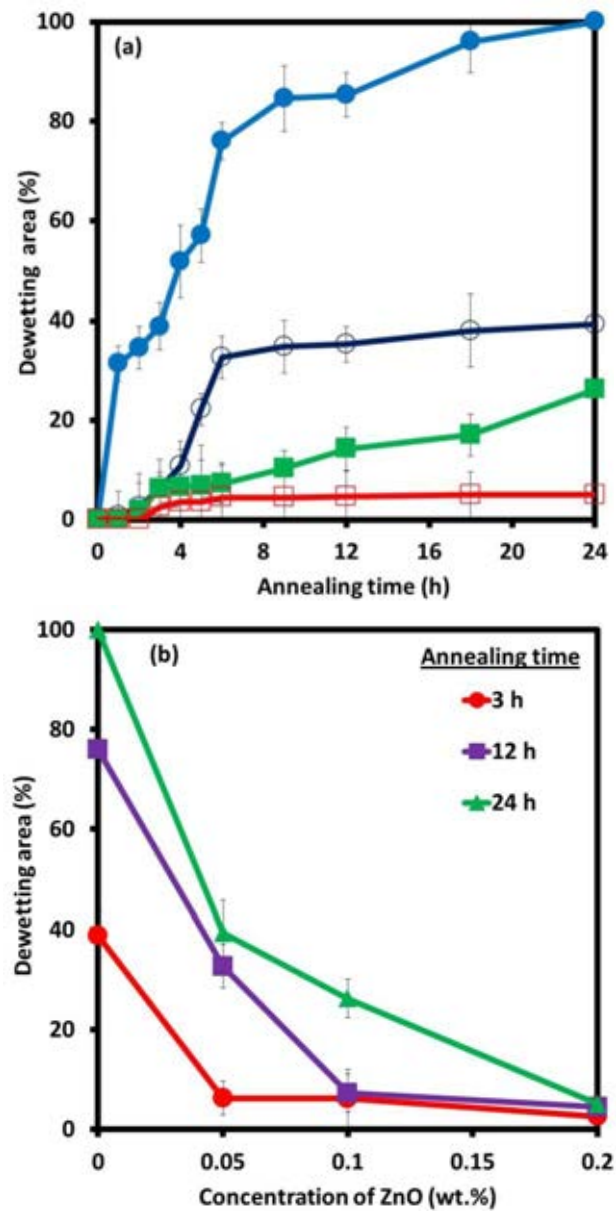 (a)
Dewetting area (%)
100
80
60
40
20
0
0 4 8 12 16 20 24
Annealing time (h)
(b)
Annealing time
3 h
12 h
24 h
Dewetting area (%)
100
80
60
40
20
0
0 0.05 0.1 0.15 0.2
Concentration of ZnO (wt.%)